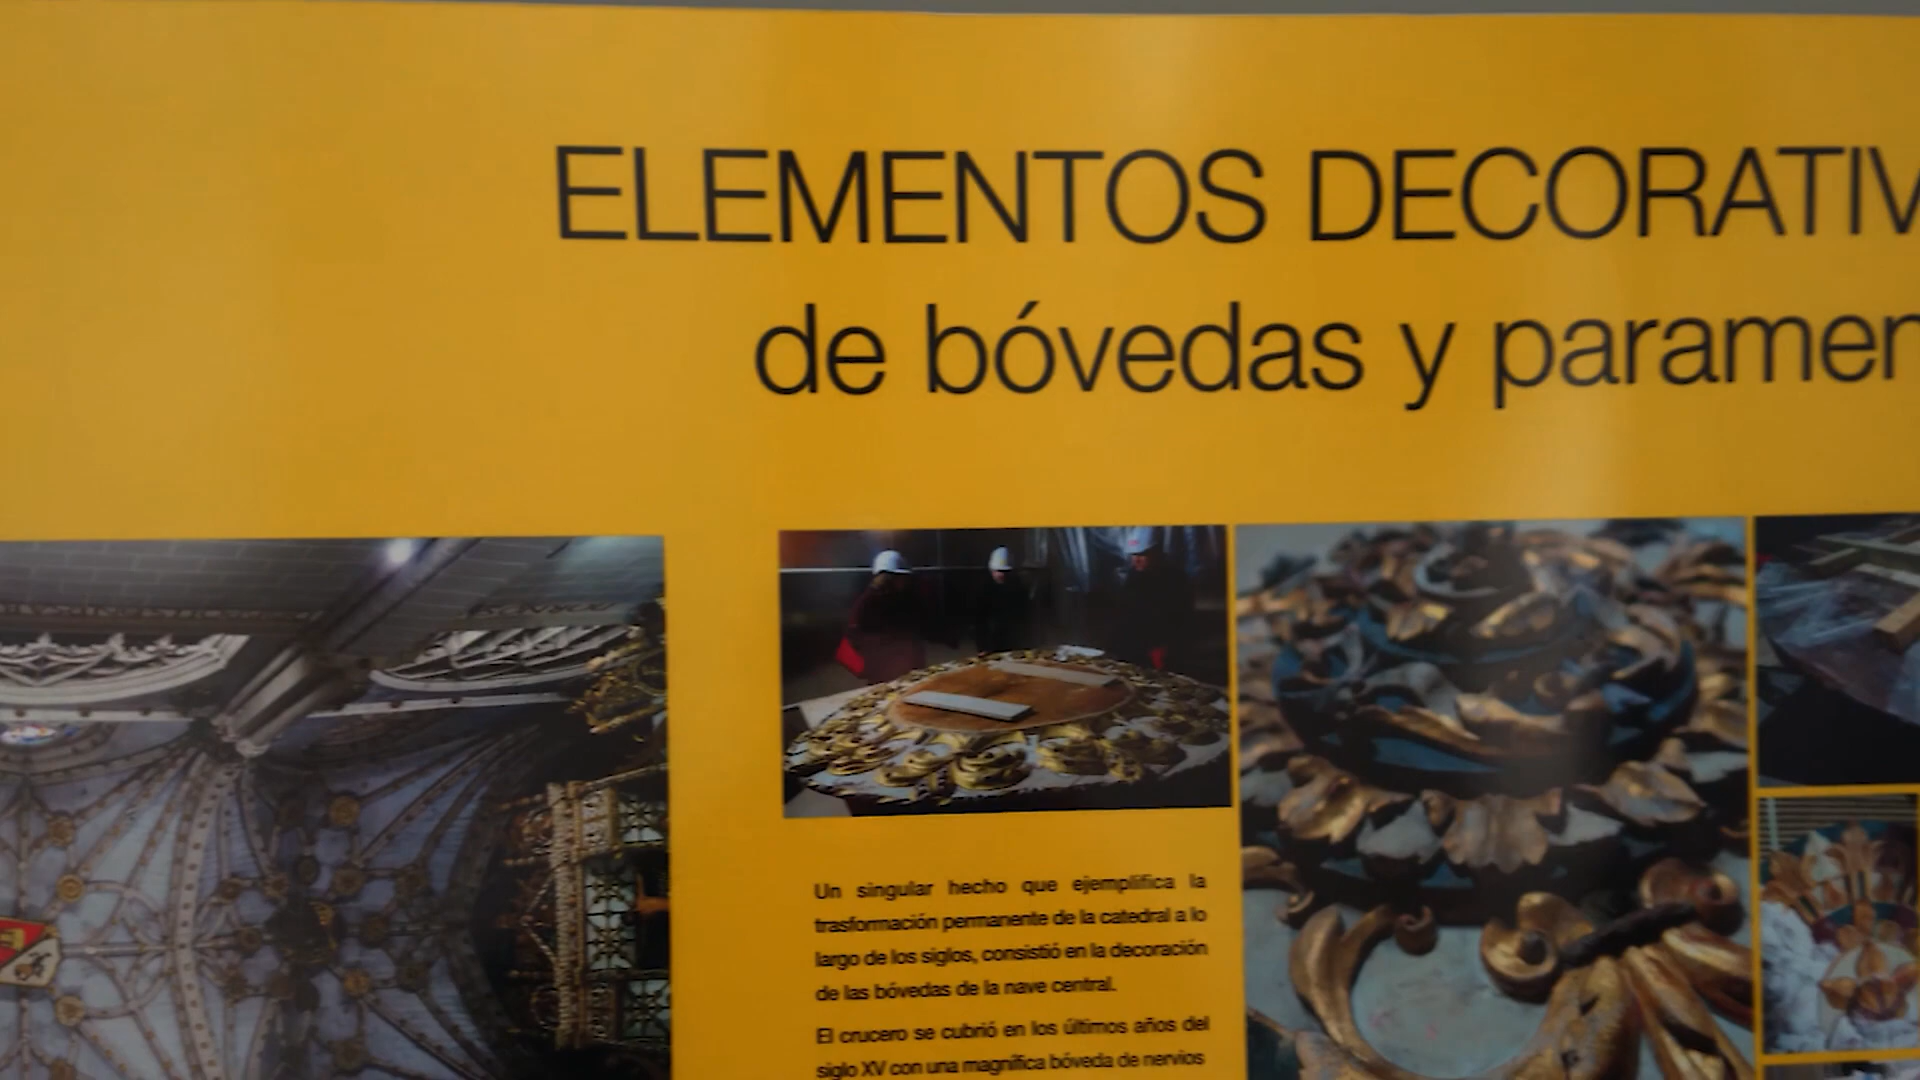 ELEMENTOS DECORATIV
de bóvedas y paramen
Un singular hecho que ejemplifica la
trasformación permanente de la catedral a lo
largo de los siglos, consistió en la decoración
de las bóvedas de la nave central.
El crucero se cubrió en los últimos años del
siglo XV con una magnífica bóveda de nervios